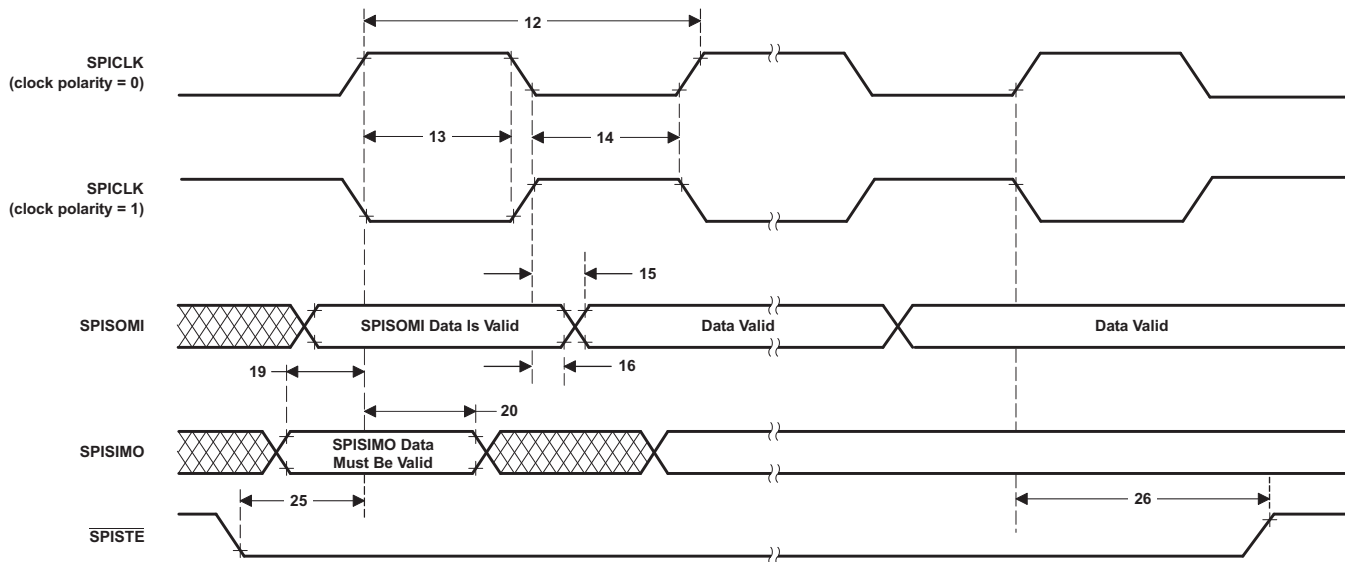 12
SPICLK
(clock polarity = 0)
13
14
SPICLK
(clock polarity = 1)
15
SPISOMI
SPISOMI Data Is Valid
Data Valid
Data Valid
19
16
20
SPISIMO
SPISIMO Data
Must Be Valid
25
26
SPISTE